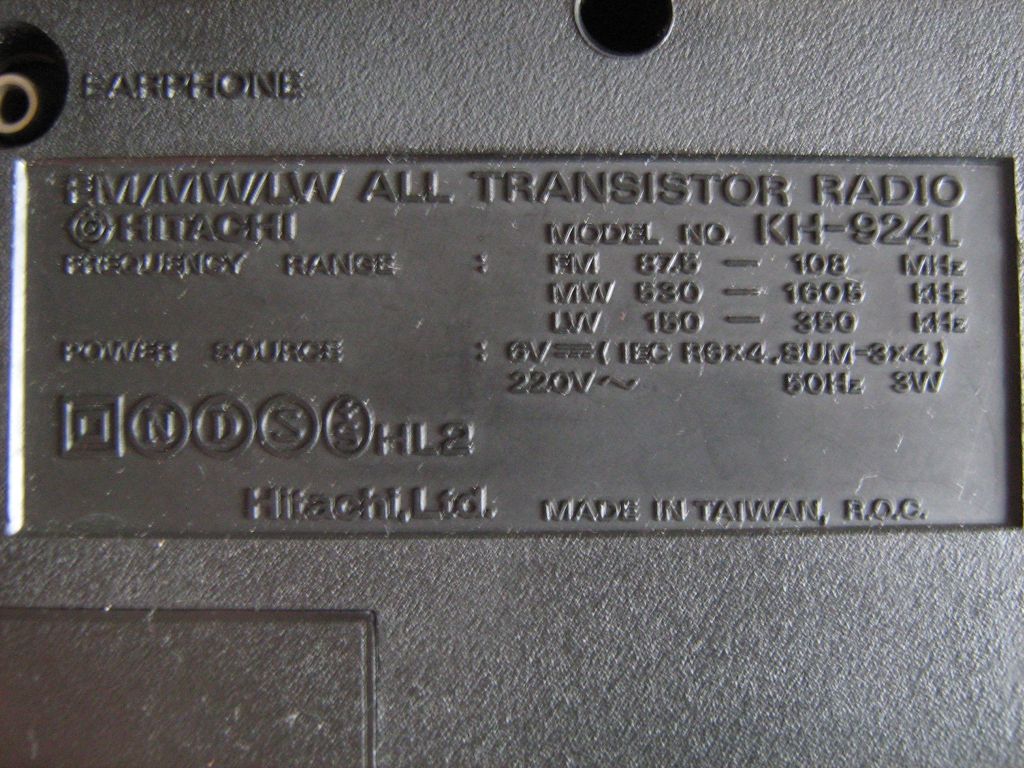 EARPHONE
FM/MW/LW ALL TRANSISTOR RADIO
HITACHI MODEL NO. KH-924L
FREQUENCY RANGE : FM 87.5 — 108 MHz
MW 530 — 1605 KHz
LW 150 — 350 KHz
POWER SOURCE : 6V⎓(IEC R6×4, SUM-3×4)
220V~ 50Hz 3W
N D S HL2
Hitachi, Ltd. MADE IN TAIWAN, R.O.C.